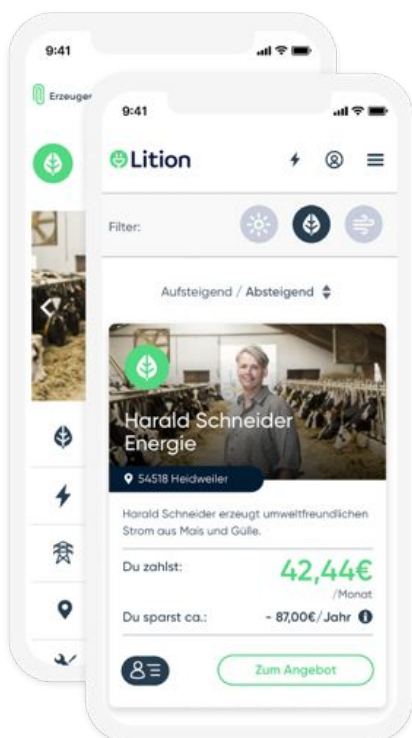 9:41
Erzeuger
9:41
Lition
Filter:
Aufsteigend / Absteigend
Harald Schneider
Energie
54518 Heidweiler
Harald Schneider erzeugt umweltfreundlichen
Strom aus Mais und Gülle.
Du zahlst: 42,44€
/Monat
Du sparst ca.: - 87,00€/Jahr
Zum Angebot